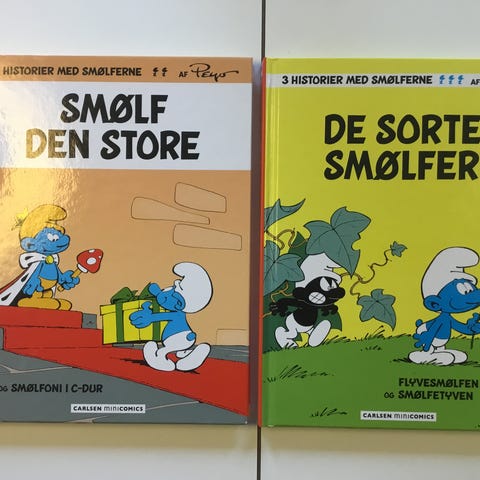 HISTORIER MED SMØLFERNE AF Peyo
SMØLF
DEN STORE
OG SMØLFONI I C-DUR
CARLSEN MINICOMICS
3 HISTORIER MED SMØLFERNE AF
DE SORTE
SMØLFER
FLYVESMØLFEN
OG SMØLFETYVEN
CARLSEN MINICOMICS